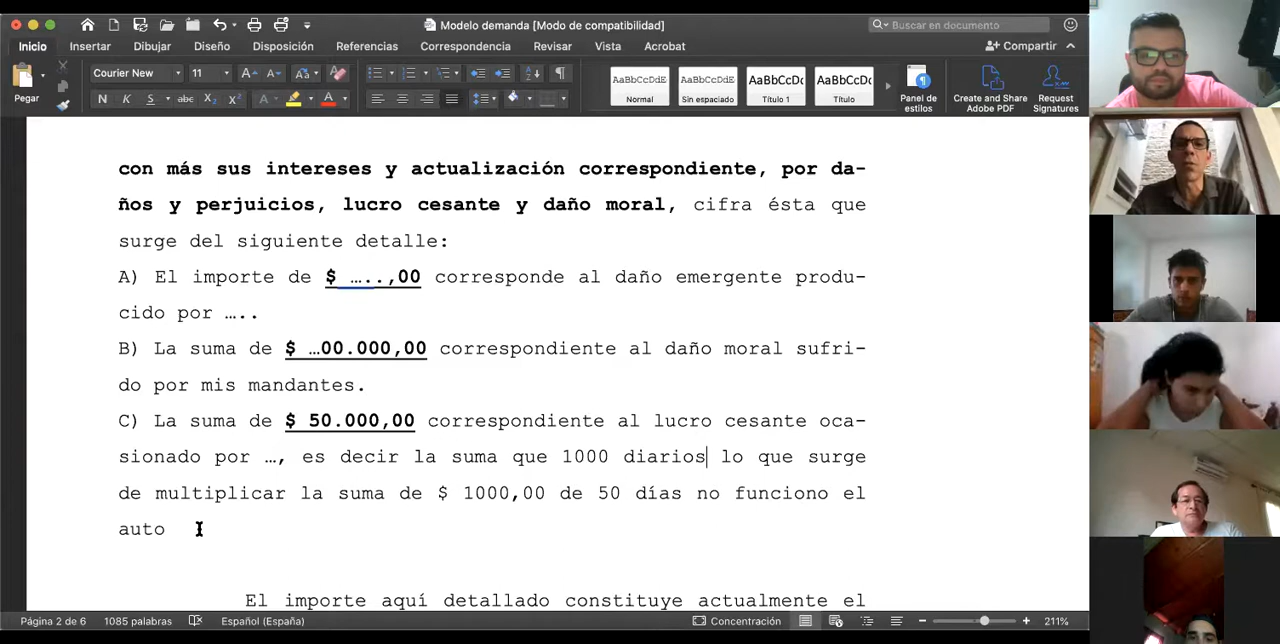 Modelo demanda [Modo de compatibilidad]
Buscar en documento
Inicio Insertar Dibujar Diseño Disposición Referencias Correspondencia Revisar Vista Acrobat
Compartir
Pegar
Courier New 11
N K S abc X₂ X²
AaBbCcDdE AaBbCcDdE AaBbCcDc AaBbCcDc
Normal Sin espaciado Título 1 Título
Panel de estilos
Create and Share Adobe PDF
Request Signatures
con más sus intereses y actualización correspondiente, por da-
ños y perjuicios, lucro cesante y daño moral, cifra ésta que
surge del siguiente detalle:
A) El importe de $ …..,00 corresponde al daño emergente produ-
cido por …..
B) La suma de $ …00.000,00 correspondiente al daño moral sufri-
do por mis mandantes.
C) La suma de $ 50.000,00 correspondiente al lucro cesante oca-
sionado por …, es decir la suma que 1000 diarios lo que surge
de multiplicar la suma de $ 1000,00 de 50 días no funciono el
auto
El importe aquí detallado constituye actualmente el
Página 2 de 6 1085 palabras Español (España) Concentración 211%